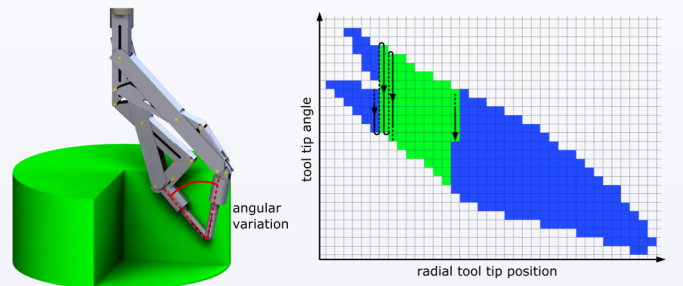 angular
variation
tool tip angle
radial tool tip position